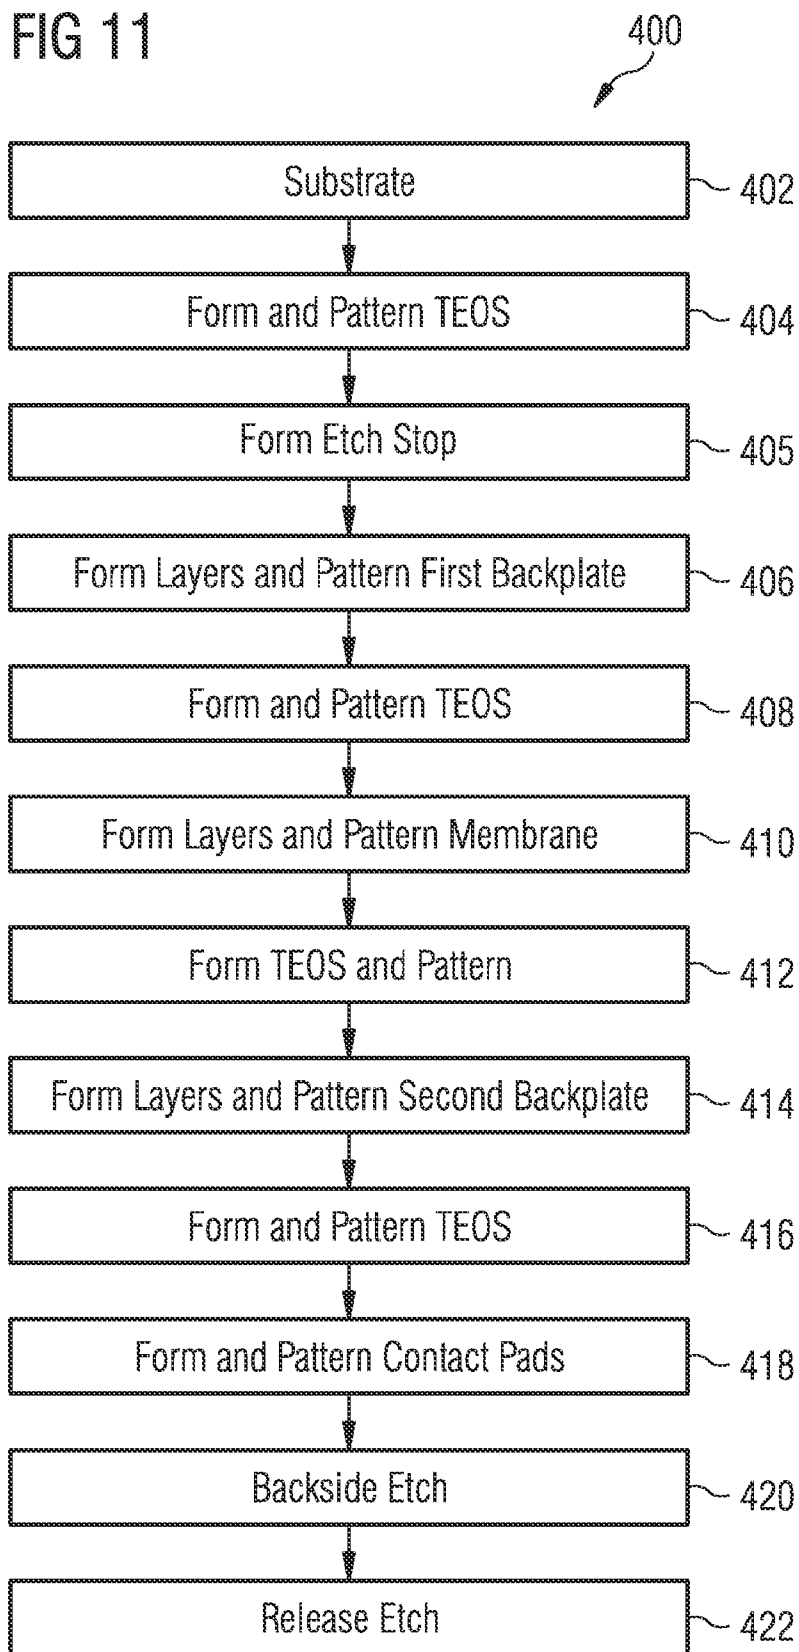 FIG 11
400
Substrate 402
Form and Pattern TEOS 404
Form Etch Stop 405
Form Layers and Pattern First Backplate 406
Form and Pattern TEOS 408
Form Layers and Pattern Membrane 410
Form TEOS and Pattern 412
Form Layers and Pattern Second Backplate 414
Form and Pattern TEOS 416
Form and Pattern Contact Pads 418
Backside Etch 420
Release Etch 422